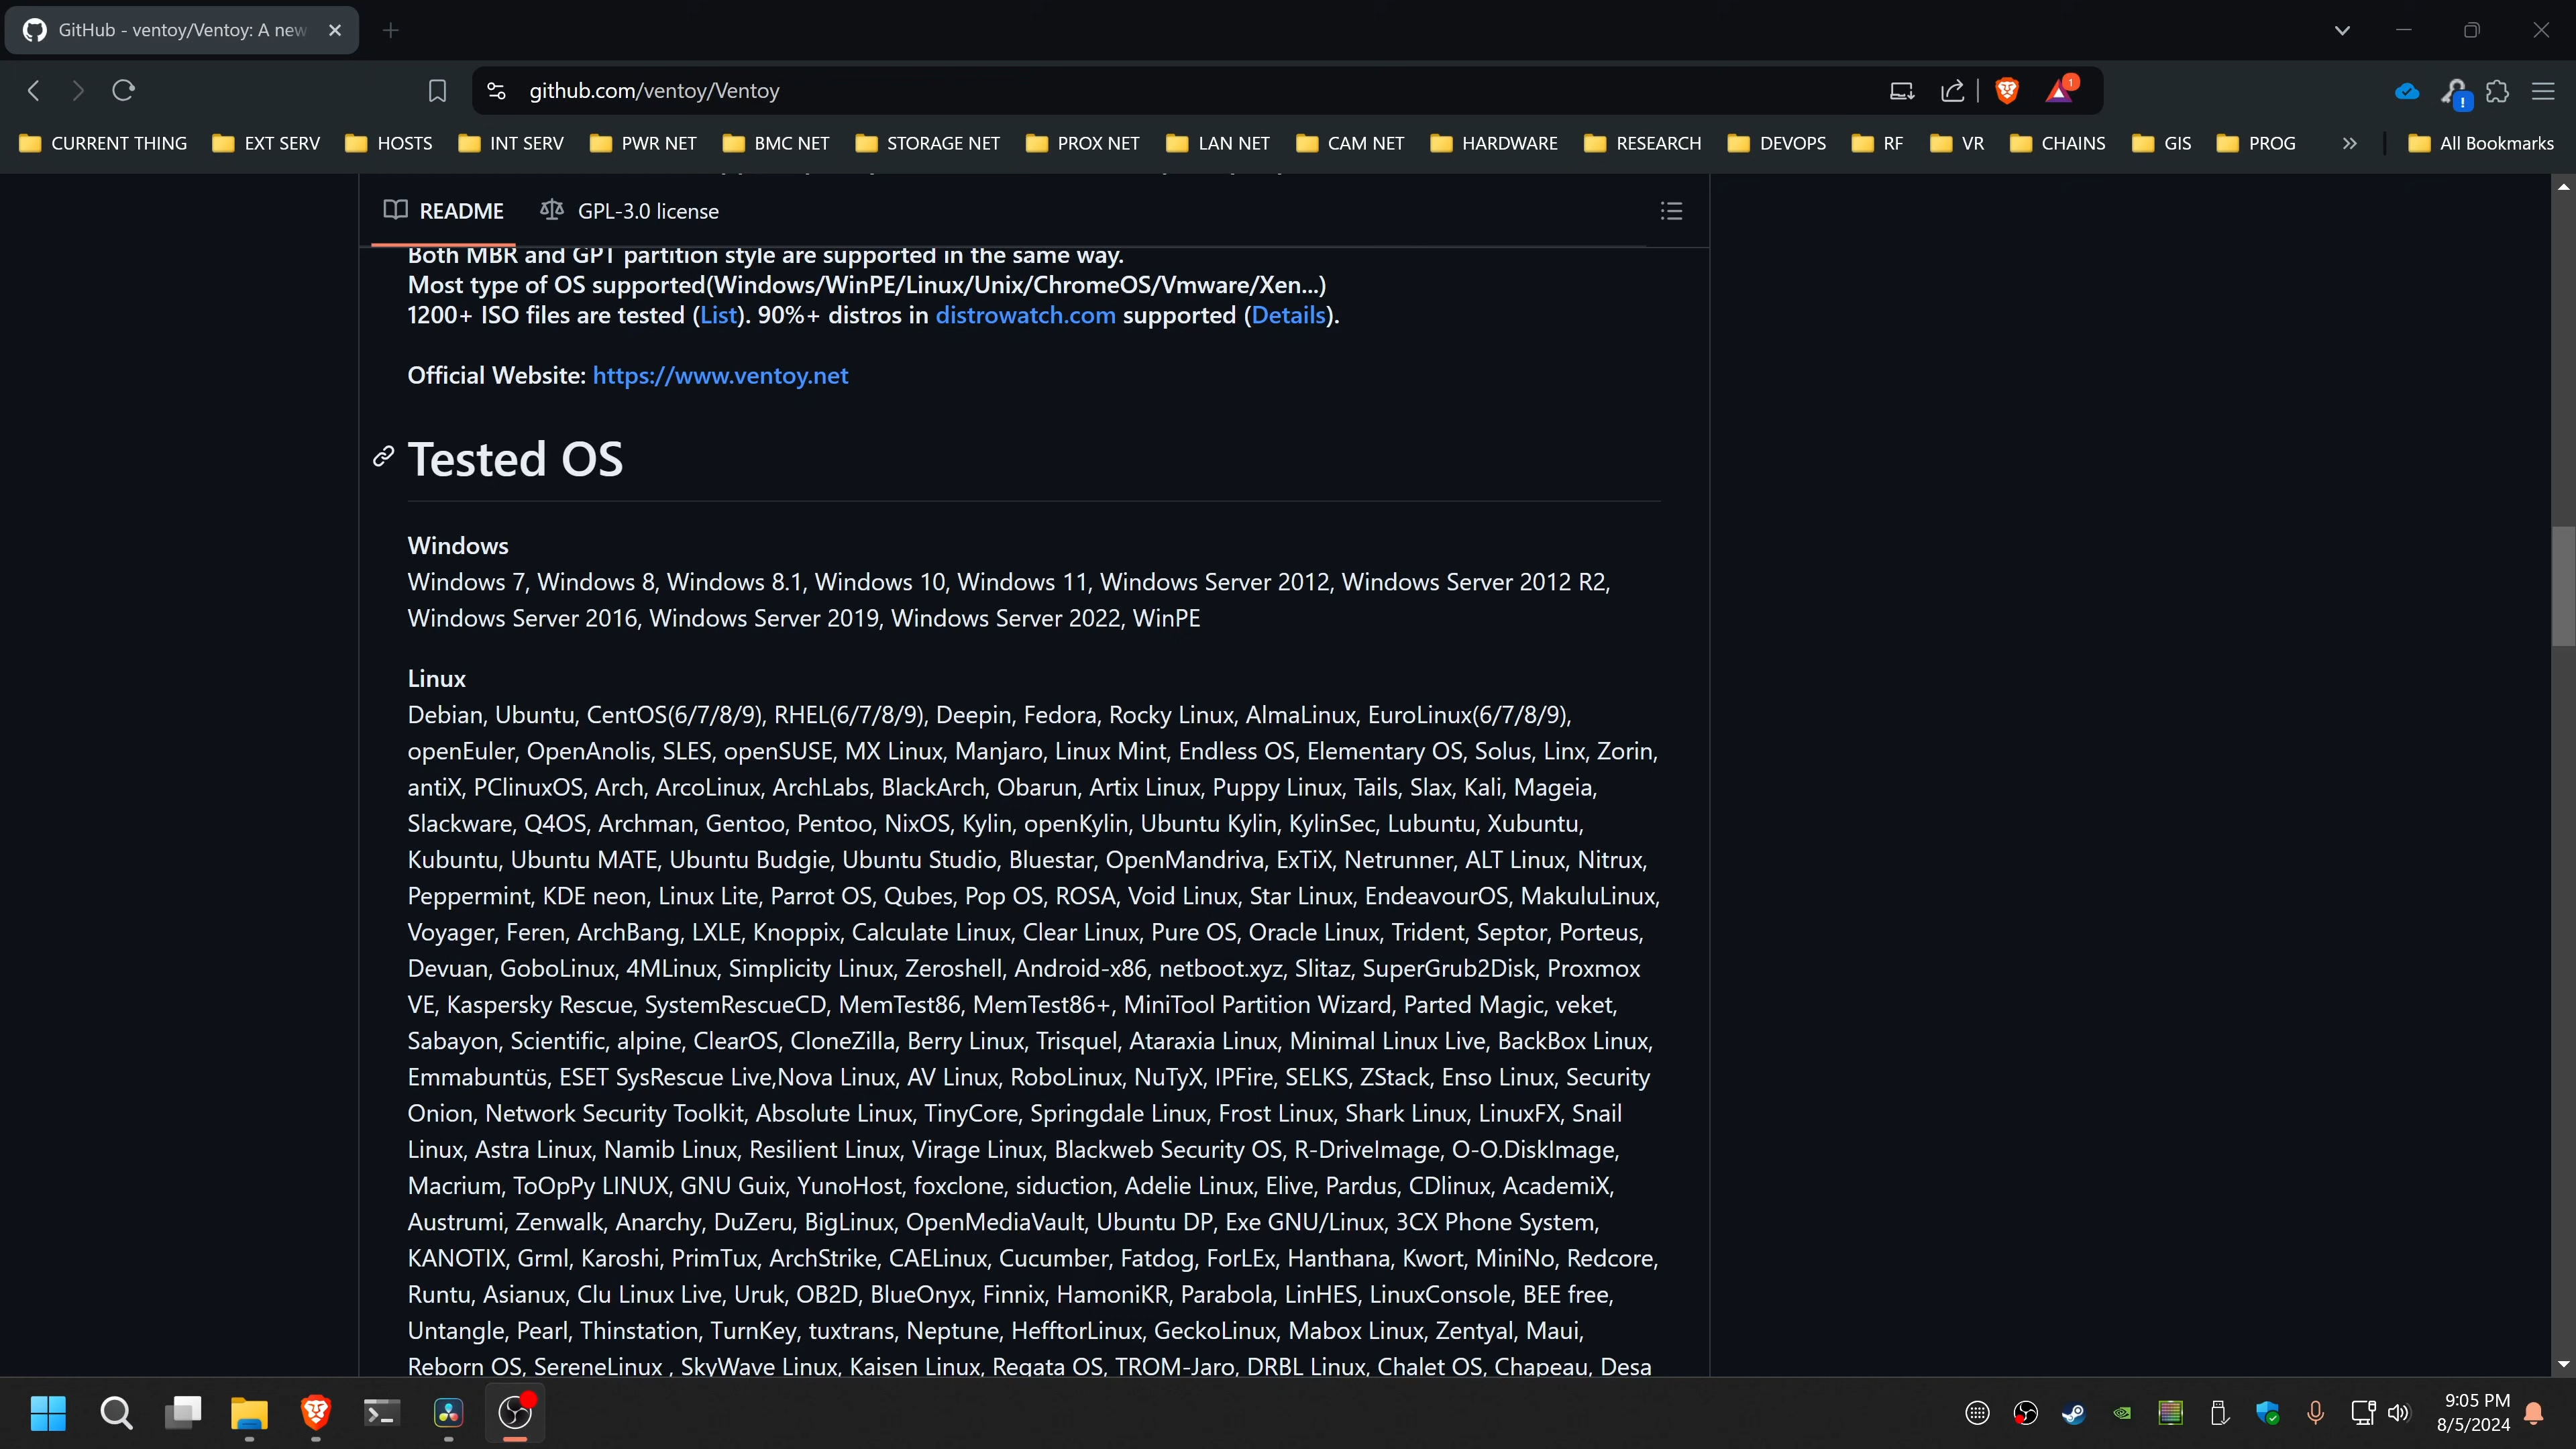 GitHub - ventoy/Ventoy: A new
github.com/ventoy/Ventoy
1
!
CURRENT THING EXT SERV HOSTS INT SERV PWR NET BMC NET STORAGE NET PROX NET LAN NET CAM NET HARDWARE RESEARCH DEVOPS RF VR CHAINS GIS PROG » All Bookmarks
README GPL-3.0 license
Both MBR and GPT partition style are supported in the same way.
Most type of OS supported(Windows/WinPE/Linux/Unix/ChromeOS/Vmware/Xen...)
1200+ ISO files are tested (List). 90%+ distros in distrowatch.com supported (Details).
Official Website: https://www.ventoy.net
Tested OS
Windows
Windows 7, Windows 8, Windows 8.1, Windows 10, Windows 11, Windows Server 2012, Windows Server 2012 R2,
Windows Server 2016, Windows Server 2019, Windows Server 2022, WinPE
Linux
Debian, Ubuntu, CentOS(6/7/8/9), RHEL(6/7/8/9), Deepin, Fedora, Rocky Linux, AlmaLinux, EuroLinux(6/7/8/9),
openEuler, OpenAnolis, SLES, openSUSE, MX Linux, Manjaro, Linux Mint, Endless OS, Elementary OS, Solus, Linx, Zorin,
antiX, PClinuxOS, Arch, ArcoLinux, ArchLabs, BlackArch, Obarun, Artix Linux, Puppy Linux, Tails, Slax, Kali, Mageia,
Slackware, Q4OS, Archman, Gentoo, Pentoo, NixOS, Kylin, openKylin, Ubuntu Kylin, KylinSec, Lubuntu, Xubuntu,
Kubuntu, Ubuntu MATE, Ubuntu Budgie, Ubuntu Studio, Bluestar, OpenMandriva, ExTiX, Netrunner, ALT Linux, Nitrux,
Peppermint, KDE neon, Linux Lite, Parrot OS, Qubes, Pop OS, ROSA, Void Linux, Star Linux, EndeavourOS, MakuluLinux,
Voyager, Feren, ArchBang, LXLE, Knoppix, Calculate Linux, Clear Linux, Pure OS, Oracle Linux, Trident, Septor, Porteus,
Devuan, GoboLinux, 4MLinux, Simplicity Linux, Zeroshell, Android-x86, netboot.xyz, Slitaz, SuperGrub2Disk, Proxmox
VE, Kaspersky Rescue, SystemRescueCD, MemTest86, MemTest86+, MiniTool Partition Wizard, Parted Magic, veket,
Sabayon, Scientific, alpine, ClearOS, CloneZilla, Berry Linux, Trisquel, Ataraxia Linux, Minimal Linux Live, BackBox Linux,
Emmabuntüs, ESET SysRescue Live,Nova Linux, AV Linux, RoboLinux, NuTyX, IPFire, SELKS, ZStack, Enso Linux, Security
Onion, Network Security Toolkit, Absolute Linux, TinyCore, Springdale Linux, Frost Linux, Shark Linux, LinuxFX, Snail
Linux, Astra Linux, Namib Linux, Resilient Linux, Virage Linux, Blackweb Security OS, R-DriveImage, O-O.DiskImage,
Macrium, ToOpPy LINUX, GNU Guix, YunoHost, foxclone, siduction, Adelie Linux, Elive, Pardus, CDlinux, AcademiX,
Austrumi, Zenwalk, Anarchy, DuZeru, BigLinux, OpenMediaVault, Ubuntu DP, Exe GNU/Linux, 3CX Phone System,
KANOTIX, Grml, Karoshi, PrimTux, ArchStrike, CAELinux, Cucumber, Fatdog, ForLEx, Hanthana, Kwort, MiniNo, Redcore,
Runtu, Asianux, Clu Linux Live, Uruk, OB2D, BlueOnyx, Finnix, HamoniKR, Parabola, LinHES, LinuxConsole, BEE free,
Untangle, Pearl, Thinstation, TurnKey, tuxtrans, Neptune, HefftorLinux, GeckoLinux, Mabox Linux, Zentyal, Maui,
Reborn OS, SereneLinux , SkyWave Linux, Kaisen Linux, Regata OS, TROM-Jaro, DRBL Linux, Chalet OS, Chapeau, Desa
9:05 PM
8/5/2024